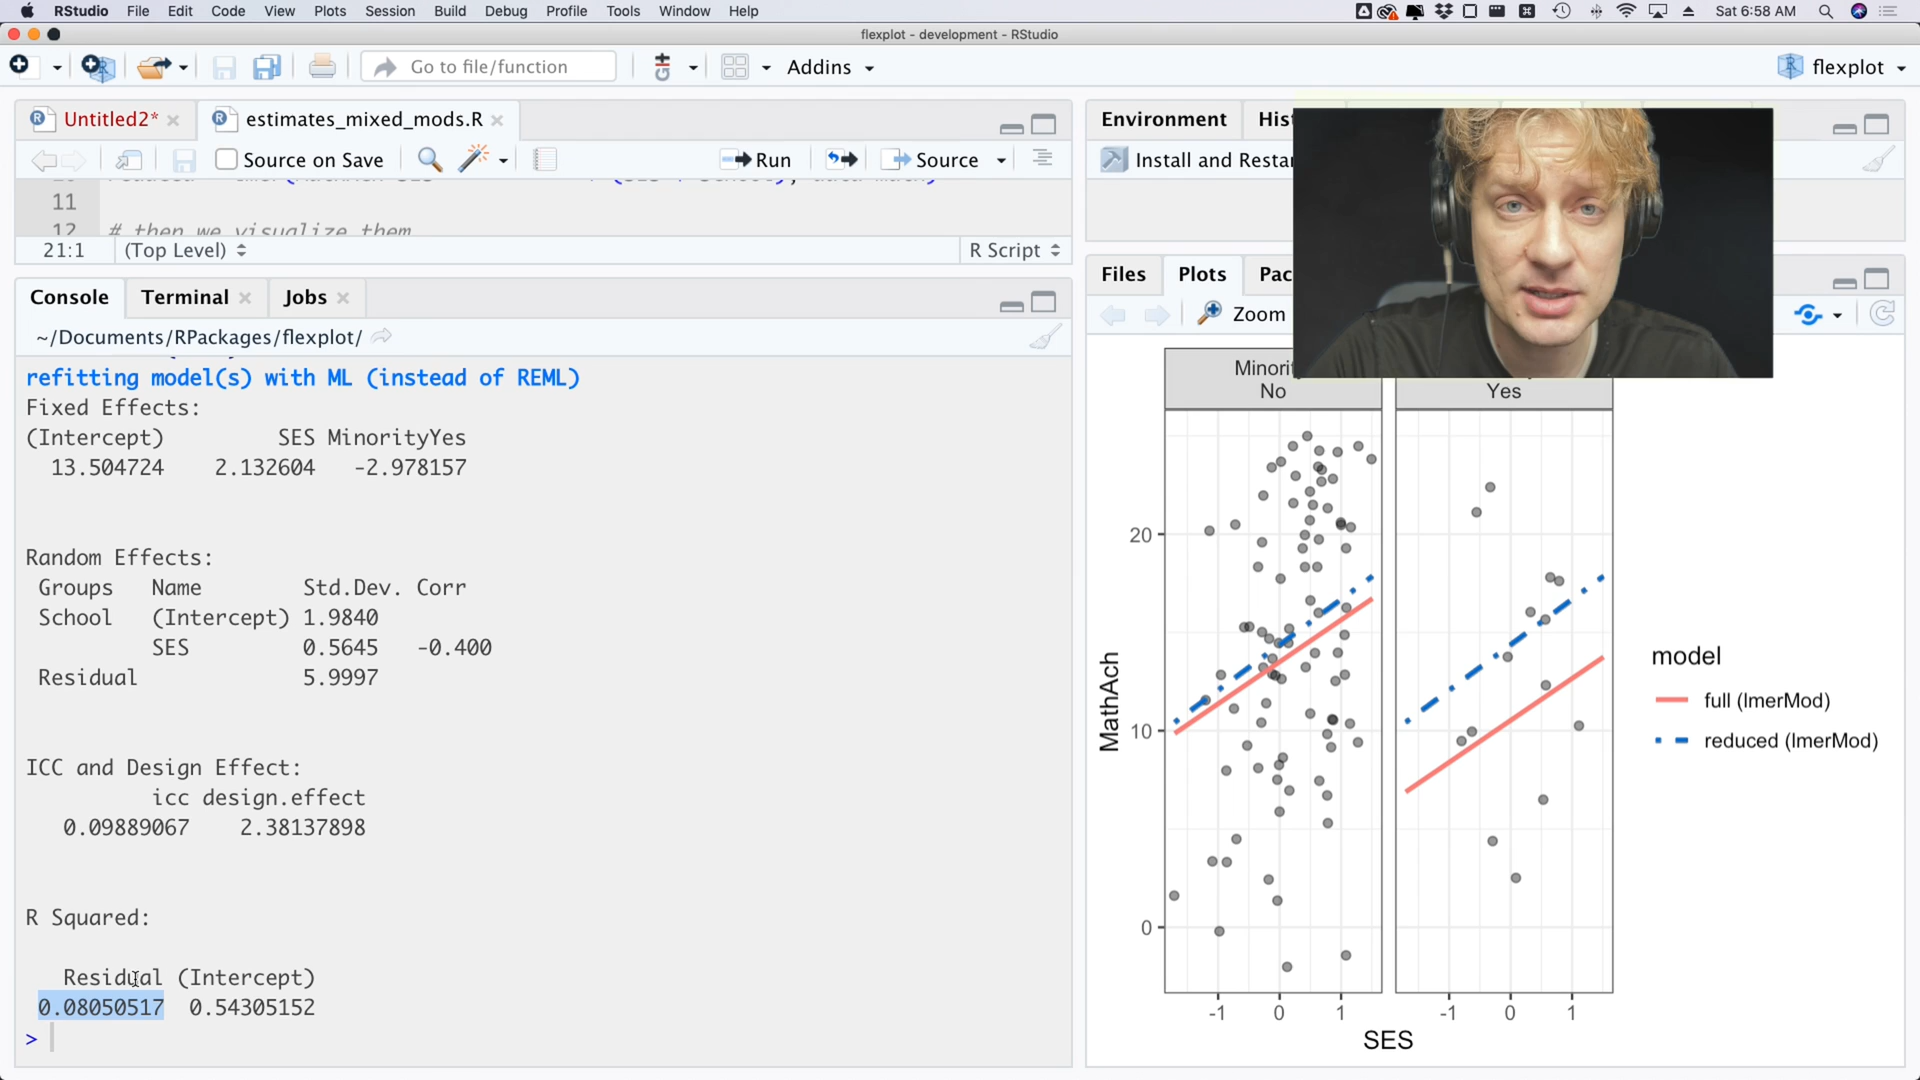 RStudio File Edit Code View Plots Session Build Debug Profile Tools Window Help
Sat 6:58 AM
flexplot - development - RStudio
Go to file/function
Addins
flexplot
Untitled2*
estimates_mixed_mods.R
Source on Save
Run
Source
11
12 # then we visualize them
21:1 (Top Level) R Script
Console Terminal Jobs
~/Documents/RPackages/flexplot/
refitting model(s) with ML (instead of REML)
Fixed Effects:
(Intercept) SES MinorityYes
13.504724 2.132604 -2.978157
Random Effects:
Groups Name Std.Dev. Corr
School (Intercept) 1.9840
SES 0.5645 -0.400
Residual 5.9997
ICC and Design Effect:
icc design.effect
0.09889067 2.38137898
R Squared:
Residual (Intercept)
0.08050517 0.54305152
>
Environment Hist
Install and Restar
Files Plots Pac
Zoom
Minori
No
Yes
20
10
0
MathAch
-1 0 1
-1 0 1
SES
model
full (lmerMod)
reduced (lmerMod)